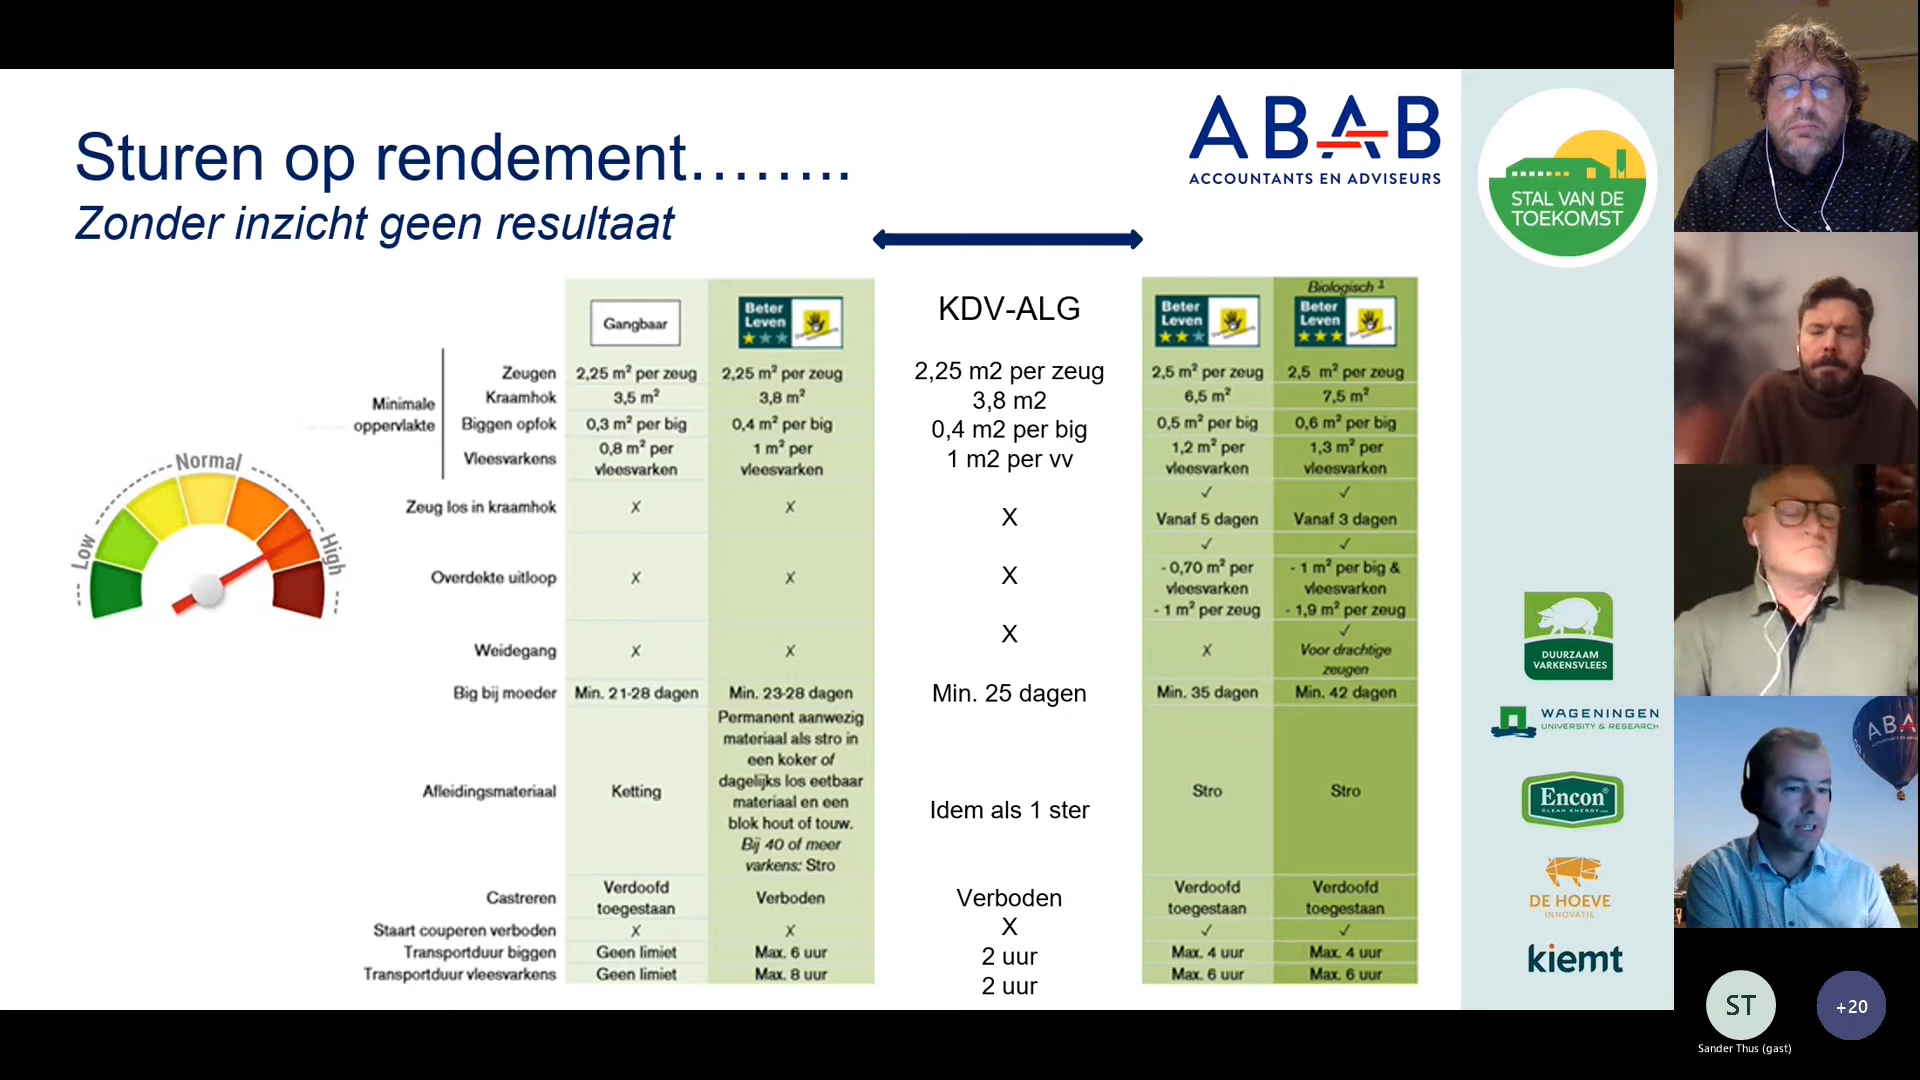 Sturen op rendement……..
Zonder inzicht geen resultaat
ABAB
ACCOUNTANTS EN ADVISEURS
STAL VAN DE
TOEKOMST
Low
Normal
High
Gangbaar
Beter
Leven
KDV-ALG
Beter
Leven
Biologisch 1
Beter
Leven
Minimale
oppervlakte
Zeugen
2,25 m² per zeug
2,25 m² per zeug
2,25 m2 per zeug
2,5 m² per zeug
2,5 m² per zeug
Kraamhok
3,5 m²
3,8 m²
3,8 m2
6,5 m²
7,5 m²
Biggen opfok
0,3 m² per big
0,4 m² per big
0,4 m2 per big
0,5 m² per big
0,6 m² per big
Vleesvarkens
0,8 m² per
vleesvarken
1 m² per
vleesvarken
1 m2 per vv
1,2 m² per
vleesvarken
1,3 m² per
vleesvarken
Zeug los in kraamhok
X
X
X
✓
Vanaf 5 dagen
✓
Vanaf 3 dagen
Overdekte uitloop
X
X
X
✓
- 0,70 m² per
vleesvarken
- 1 m² per zeug
✓
- 1 m² per big &
vleesvarken
- 1,9 m² per zeug
Weidegang
X
X
X
X
✓
Voor drachtige
zeugen
Big bij moeder
Min. 21-28 dagen
Min. 23-28 dagen
Min. 25 dagen
Min. 35 dagen
Min. 42 dagen
Afleidingsmateriaal
Ketting
Permanent aanwezig
materiaal als stro in
een koker of
dagelijks los eetbaar
materiaal en een
blok hout of touw.
Bij 40 of meer
varkens: Stro
Idem als 1 ster
Stro
Stro
Castreren
Verdoofd
toegestaan
Verboden
Verboden
Verdoofd
toegestaan
Verdoofd
toegestaan
Staart couperen verboden
X
X
X
✓
✓
Transportduur biggen
Geen limiet
Max. 6 uur
2 uur
Max. 4 uur
Max. 4 uur
Transportduur vleesvarkens
Geen limiet
Max. 8 uur
2 uur
Max. 6 uur
Max. 6 uur
DUURZAAM
VARKENSVLEES
WAGENINGEN
UNIVERSITY & RESEARCH
Encon®
CLEAN ENERGY
DE HOEVE
INNOVATIE
kiemt
ABA
ST
+20
Sander Thus (gast)